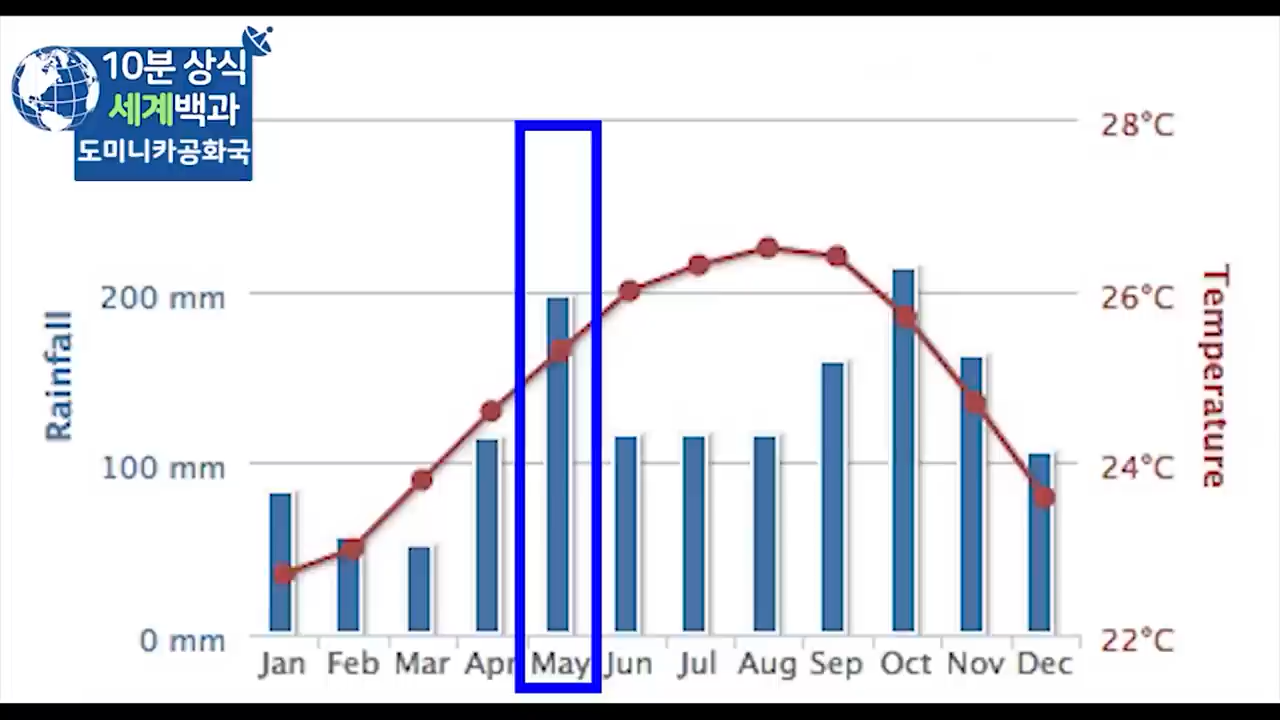 10분 상식
세계백과
도미니카공화국
28°C
200 mm
26°C
Rainfall
Temperature
100 mm
24°C
0 mm
22°C
Jan Feb Mar Apr May Jun Jul Aug Sep Oct Nov Dec